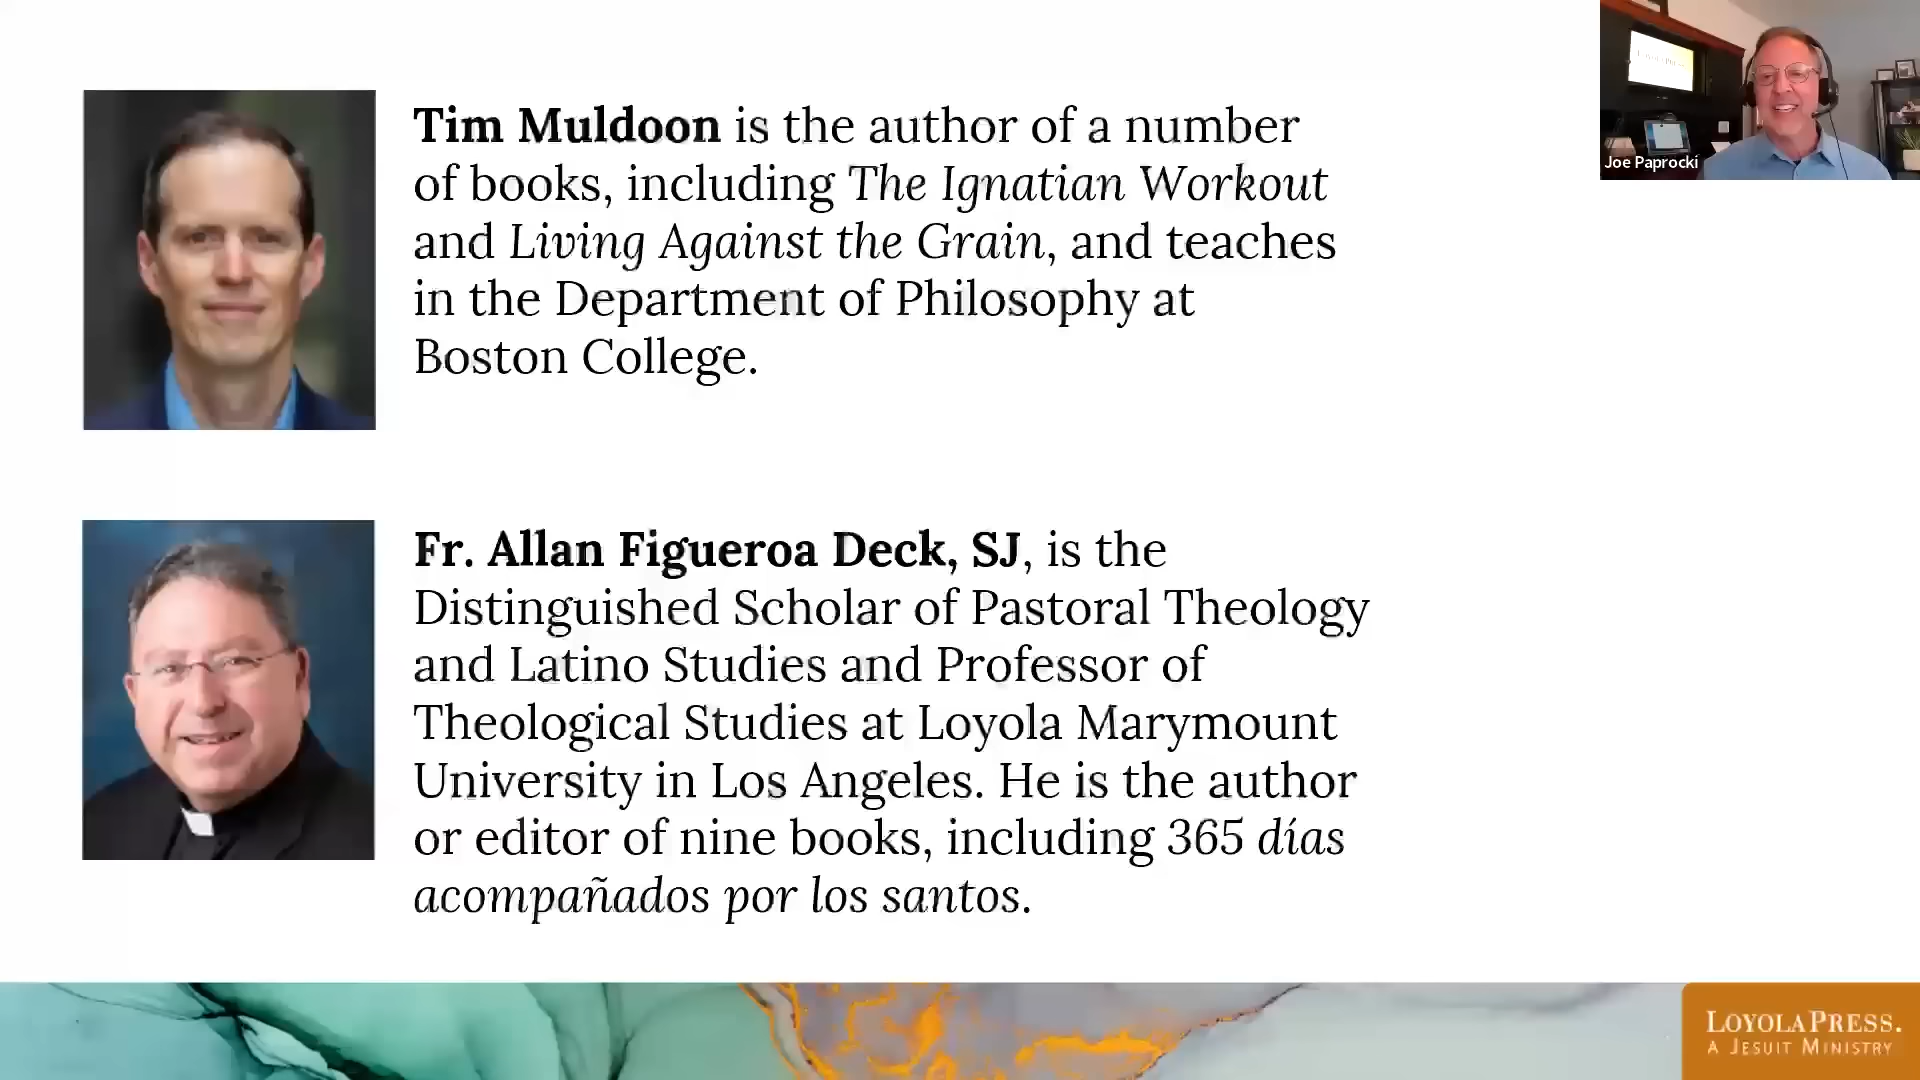 Tim Muldoon is the author of a number
of books, including The Ignatian Workout
and Living Against the Grain, and teaches
in the Department of Philosophy at
Boston College.
Joe Paprocki
Fr. Allan Figueroa Deck, SJ, is the
Distinguished Scholar of Pastoral Theology
and Latino Studies and Professor of
Theological Studies at Loyola Marymount
University in Los Angeles. He is the author
or editor of nine books, including 365 días
acompañados por los santos.
LOYOLA PRESS.
A JESUIT MINISTRY